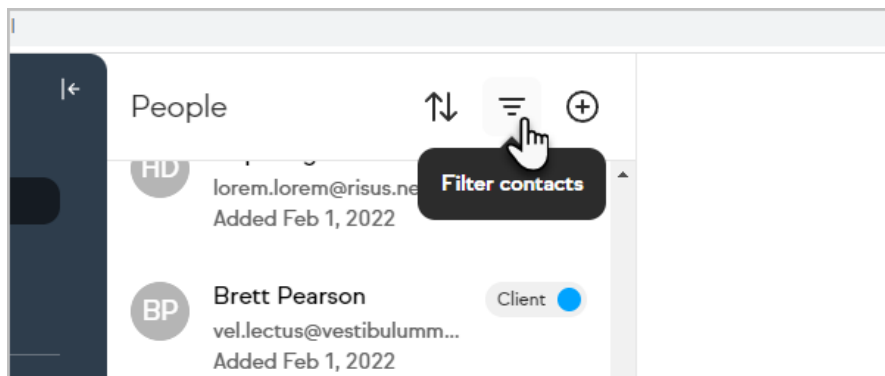 People
HD
lorem.lorem@risus.ne
Filter contacts
Added Feb 1, 2022
BP
Brett Pearson
Client
vel.lectus@vestibulumm...
Added Feb 1, 2022